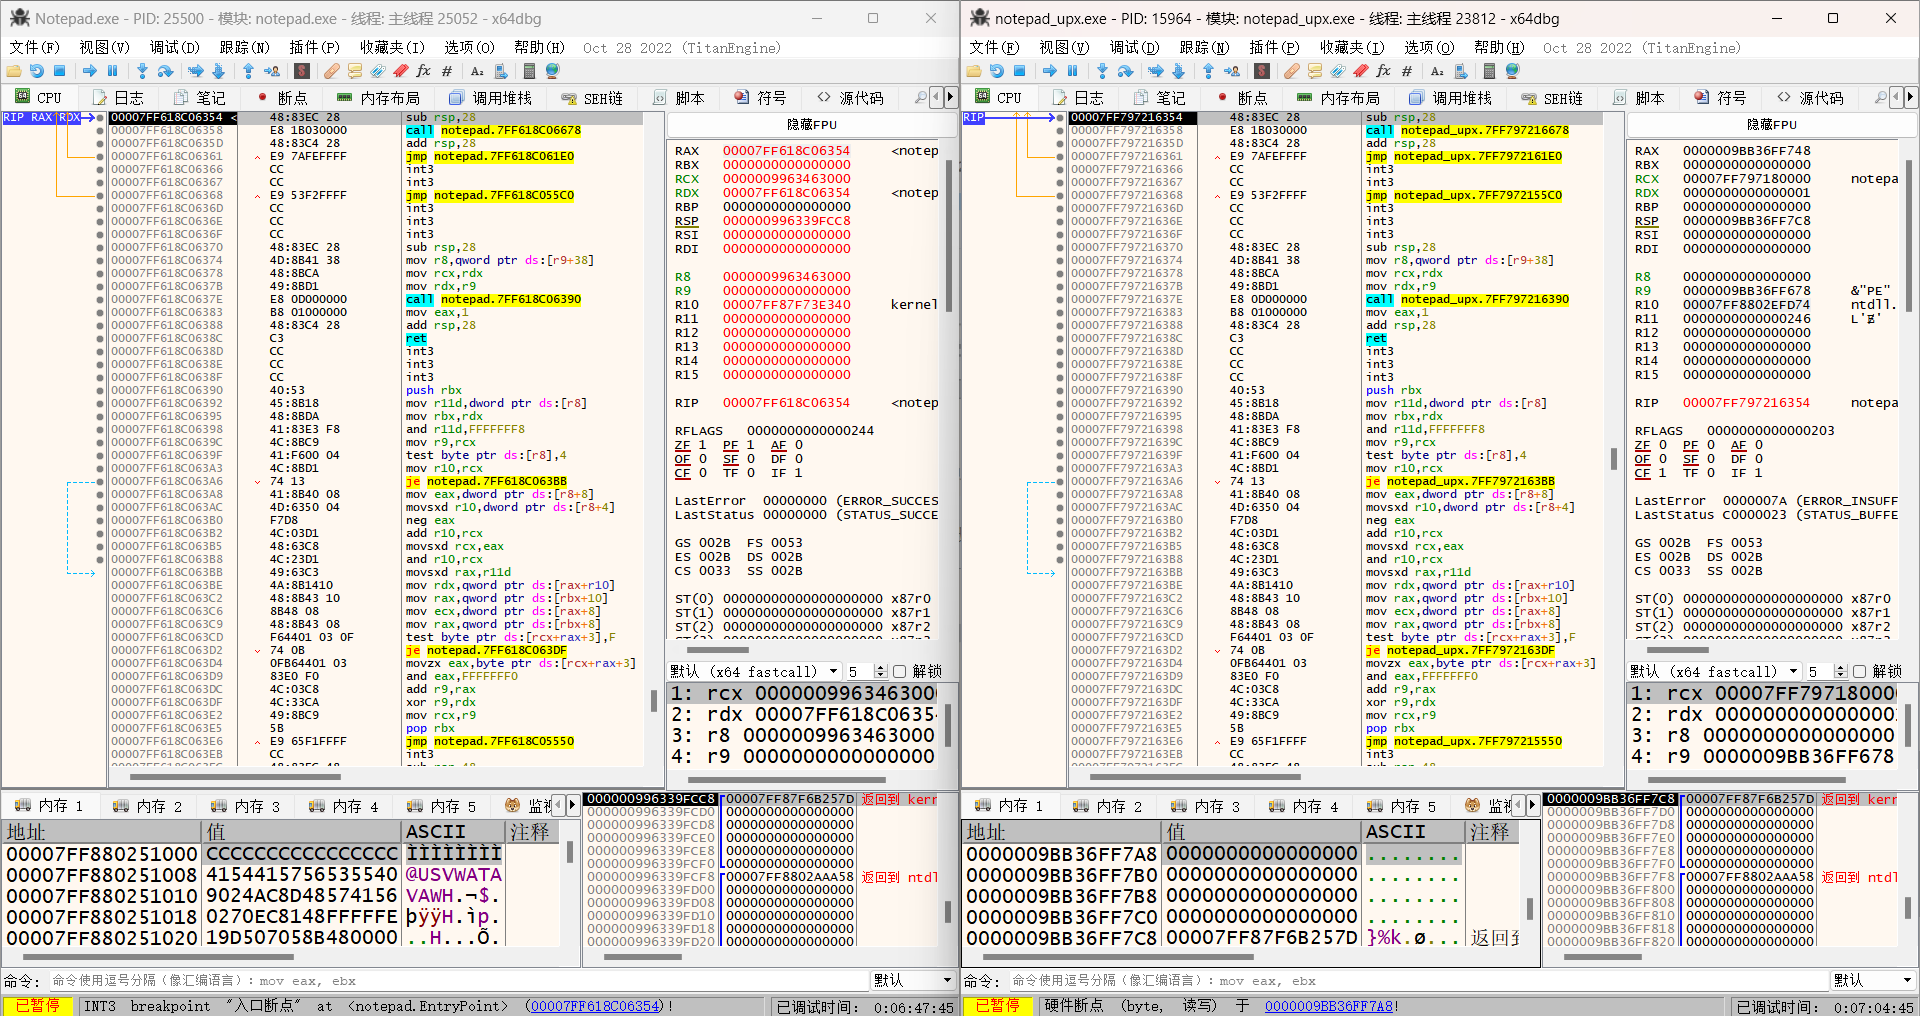 Notepad.exe - PID: 25500 - 模块: notepad.exe - 线程: 主线程 25052 - x64dbg
文件(F) 视图(V) 调试(D) 跟踪(N) 插件(P) 收藏夹(I) 选项(O) 帮助(H) Oct 28 2022 (TitanEngine)
CPU 日志 笔记 断点 内存布局 调用堆栈 SEH链 脚本 符号 源代码
RIP RAX RDX
00007FF618C06354 < 48:83EC 28 sub rsp,28
00007FF618C06358 E8 1B030000 call notepad.7FF618C06678
00007FF618C0635D 48:83C4 28 add rsp,28
00007FF618C06361 E9 7AFEFFFF jmp notepad.7FF618C061E0
00007FF618C06366 CC int3
00007FF618C06367 CC int3
00007FF618C06368 E9 53F2FFFF jmp notepad.7FF618C055C0
00007FF618C0636D CC int3
00007FF618C0636E CC int3
00007FF618C0636F CC int3
00007FF618C06370 48:83EC 28 sub rsp,28
00007FF618C06374 4D:8B41 38 mov r8,qword ptr ds:[r9+38]
00007FF618C06378 48:8BCA mov rcx,rdx
00007FF618C0637B 49:8BD1 mov rdx,r9
00007FF618C0637E E8 0D000000 call notepad.7FF618C06390
00007FF618C06383 B8 01000000 mov eax,1
00007FF618C06388 48:83C4 28 add rsp,28
00007FF618C0638C C3 ret
00007FF618C0638D CC int3
00007FF618C0638E CC int3
00007FF618C0638F CC int3
00007FF618C06390 40:53 push rbx
00007FF618C06392 45:8B18 mov r11d,dword ptr ds:[r8]
00007FF618C06395 48:8BDA mov rbx,rdx
00007FF618C06398 41:83E3 F8 and r11d,FFFFFFF8
00007FF618C0639C 4C:8BC9 mov r9,rcx
00007FF618C0639F 41:F600 04 test byte ptr ds:[r8],4
00007FF618C063A3 4C:8BD1 mov r10,rcx
00007FF618C063A6 74 13 je notepad.7FF618C063BB
00007FF618C063A8 41:8B40 08 mov eax,dword ptr ds:[r8+8]
00007FF618C063AC 4D:6350 04 movsxd r10,dword ptr ds:[r8+4]
00007FF618C063B0 F7D8 neg eax
00007FF618C063B2 4C:03D1 add r10,rcx
00007FF618C063B5 48:63C8 movsxd rcx,eax
00007FF618C063B8 4C:23D1 and r10,rcx
00007FF618C063BB 49:63C3 movsxd rax,r11d
00007FF618C063BE 4A:8B1410 mov rdx,qword ptr ds:[rax+r10]
00007FF618C063C2 48:8B43 10 mov rax,qword ptr ds:[rbx+10]
00007FF618C063C6 8B48 08 mov ecx,dword ptr ds:[rax+8]
00007FF618C063C9 48:8B43 08 mov rax,qword ptr ds:[rbx+8]
00007FF618C063CD F64401 03 0F test byte ptr ds:[rcx+rax+3],F
00007FF618C063D2 74 0B je notepad.7FF618C063DF
00007FF618C063D4 0FB64401 03 movzx eax,byte ptr ds:[rcx+rax+3]
00007FF618C063D9 83E0 F0 and eax,FFFFFFF0
00007FF618C063DC 4C:03C8 add r9,rax
00007FF618C063DF 4C:33CA xor r9,rdx
00007FF618C063E2 49:8BC9 mov rcx,r9
00007FF618C063E5 5B pop rbx
00007FF618C063E6 E9 65F1FFFF jmp notepad.7FF618C05550
00007FF618C063EB CC int3
隐藏FPU
RAX 00007FF618C06354 <notep
RBX 0000000000000000
RCX 0000009963463000
RDX 00007FF618C06354 <notep
RBP 0000000000000000
RSP 000000996339FCC8
RSI 0000000000000000
RDI 0000000000000000
R8 0000009963463000
R9 0000000000000000
R10 00007FF87F73E340 kernel
R11 0000000000000000
R12 0000000000000000
R13 0000000000000000
R14 0000000000000000
R15 0000000000000000
RIP 00007FF618C06354 <notep
RFLAGS 0000000000000244
ZF 1 PF 1 AF 0
OF 0 SF 0 DF 0
CF 0 TF 0 IF 1
LastError 00000000 (ERROR_SUCCES
LastStatus 00000000 (STATUS_SUCCE
GS 002B FS 0053
ES 002B DS 002B
CS 0033 SS 002B
ST(0) 00000000000000000000 x87r0
ST(1) 00000000000000000000 x87r1
ST(2) 00000000000000000000 x87r2
默认 (x64 fastcall) 5 解锁
1: rcx 0000009963463000
2: rdx 00007FF618C0635
3: r8 0000009963463000
4: r9 0000000000000000
内存 1 内存 2 内存 3 内存 4 内存 5 监视
地址 值 ASCII 注释
00007FF880251000 CCCCCCCCCCCCCCCC ÌÌÌÌÌÌÌÌ
00007FF880251008 4154415756535540 @USVWATA
00007FF880251010 9024AC8D48574156 VAWH.¬$.
00007FF880251018 0270EC8148FFFFFE þÿÿH.ìp.
00007FF880251020 19D507058B480000 ..H...Õ.
000000996339FCC8 00007FF87F6B257D 返回到 kern
000000996339FCD0 0000000000000000
000000996339FCD8 0000000000000000
000000996339FCE0 0000000000000000
000000996339FCE8 0000000000000000
000000996339FCF0 0000000000000000
000000996339FCF8 00007FF8802AAA58 返回到 ntdl
000000996339FD00 0000000000000000
000000996339FD08 0000000000000000
000000996339FD10 0000000000000000
000000996339FD18 0000000000000000
000000996339FD20 0000000000000000
命令: 命令使用逗号分隔（像汇编语言）: mov eax, ebx 默认
已暂停 INT3 breakpoint "入口断点" at <notepad.EntryPoint> (00007FF618C06354)! 已调试时间: 0:06:47:45
notepad_upx.exe - PID: 15964 - 模块: notepad_upx.exe - 线程: 主线程 23812 - x64dbg
文件(F) 视图(V) 调试(D) 跟踪(N) 插件(P) 收藏夹(I) 选项(O) 帮助(H) Oct 28 2022 (TitanEngine)
CPU 日志 笔记 断点 内存布局 调用堆栈 SEH链 脚本 符号 源代码
RIP
00007FF797216354 48:83EC 28 sub rsp,28
00007FF797216358 E8 1B030000 call notepad_upx.7FF797216678
00007FF79721635D 48:83C4 28 add rsp,28
00007FF797216361 E9 7AFEFFFF jmp notepad_upx.7FF7972161E0
00007FF797216366 CC int3
00007FF797216367 CC int3
00007FF797216368 E9 53F2FFFF jmp notepad_upx.7FF7972155C0
00007FF79721636D CC int3
00007FF79721636E CC int3
00007FF79721636F CC int3
00007FF797216370 48:83EC 28 sub rsp,28
00007FF797216374 4D:8B41 38 mov r8,qword ptr ds:[r9+38]
00007FF797216378 48:8BCA mov rcx,rdx
00007FF79721637B 49:8BD1 mov rdx,r9
00007FF79721637E E8 0D000000 call notepad_upx.7FF797216390
00007FF797216383 B8 01000000 mov eax,1
00007FF797216388 48:83C4 28 add rsp,28
00007FF79721638C C3 ret
00007FF79721638D CC int3
00007FF79721638E CC int3
00007FF79721638F CC int3
00007FF797216390 40:53 push rbx
00007FF797216392 45:8B18 mov r11d,dword ptr ds:[r8]
00007FF797216395 48:8BDA mov rbx,rdx
00007FF797216398 41:83E3 F8 and r11d,FFFFFFF8
00007FF79721639C 4C:8BC9 mov r9,rcx
00007FF79721639F 41:F600 04 test byte ptr ds:[r8],4
00007FF7972163A3 4C:8BD1 mov r10,rcx
00007FF7972163A6 74 13 je notepad_upx.7FF7972163BB
00007FF7972163A8 41:8B40 08 mov eax,dword ptr ds:[r8+8]
00007FF7972163AC 4D:6350 04 movsxd r10,dword ptr ds:[r8+4]
00007FF7972163B0 F7D8 neg eax
00007FF7972163B2 4C:03D1 add r10,rcx
00007FF7972163B5 48:63C8 movsxd rcx,eax
00007FF7972163B8 4C:23D1 and r10,rcx
00007FF7972163BB 49:63C3 movsxd rax,r11d
00007FF7972163BE 4A:8B1410 mov rdx,qword ptr ds:[rax+r10]
00007FF7972163C2 48:8B43 10 mov rax,qword ptr ds:[rbx+10]
00007FF7972163C6 8B48 08 mov ecx,dword ptr ds:[rax+8]
00007FF7972163C9 48:8B43 08 mov rax,qword ptr ds:[rbx+8]
00007FF7972163CD F64401 03 0F test byte ptr ds:[rcx+rax+3],F
00007FF7972163D2 74 0B je notepad_upx.7FF7972163DF
00007FF7972163D4 0FB64401 03 movzx eax,byte ptr ds:[rcx+rax+3]
00007FF7972163D9 83E0 F0 and eax,FFFFFFF0
00007FF7972163DC 4C:03C8 add r9,rax
00007FF7972163DF 4C:33CA xor r9,rdx
00007FF7972163E2 49:8BC9 mov rcx,r9
00007FF7972163E5 5B pop rbx
00007FF7972163E6 E9 65F1FFFF jmp notepad_upx.7FF797215550
00007FF7972163EB CC int3
隐藏FPU
RAX 0000009BB36FF748
RBX 0000000000000000
RCX 00007FF797180000 notepa
RDX 0000000000000001
RBP 0000000000000000
RSP 0000009BB36FF7C8
RSI 0000000000000000
RDI 0000000000000000
R8 0000000000000000
R9 0000009BB36FF678 &"PE"
R10 00007FF8802EFD74 ntdll.
R11 0000000000000246
R12 0000000000000000
R13 0000000000000000
R14 0000000000000000
R15 0000000000000000
RIP 00007FF797216354 notepa
RFLAGS 0000000000000203
ZF 0 PF 0 AF 0
OF 0 SF 0 DF 0
CF 1 TF 0 IF 1
LastError 0000007A (ERROR_INSUFF
LastStatus C0000023 (STATUS_BUFFE
GS 002B FS 0053
ES 002B DS 002B
CS 0033 SS 002B
ST(0) 00000000000000000000 x87r0
ST(1) 00000000000000000000 x87r1
ST(2) 00000000000000000000 x87r2
默认 (x64 fastcall) 5 解锁
1: rcx 00007FF797180000
2: rdx 000000000000000
3: r8 0000000000000000
4: r9 0000009BB36FF678
内存 1 内存 2 内存 3 内存 4 内存 5 监视
地址 值 ASCII 注释
0000009BB36FF7A8 0000000000000000 ........
0000009BB36FF7B0 0000000000000000 ........
0000009BB36FF7B8 0000000000000000 ........
0000009BB36FF7C0 0000000000000000 ........
0000009BB36FF7C8 00007FF87F6B257D }%k.ø... 返回到
0000009BB36FF7C8 00007FF87F6B257D 返回到 kern
0000009BB36FF7D0 0000000000000000
0000009BB36FF7D8 0000000000000000
0000009BB36FF7E0 0000000000000000
0000009BB36FF7E8 0000000000000000
0000009BB36FF7F0 0000000000000000
0000009BB36FF7F8 00007FF8802AAA58 返回到 ntdl
0000009BB36FF800 0000000000000000
0000009BB36FF808 0000000000000000
0000009BB36FF810 0000000000000000
0000009BB36FF818 0000000000000000
0000009BB36FF820 0000000000000000
命令: 命令使用逗号分隔（像汇编语言）: mov eax, ebx 默认
已暂停 硬件断点 (byte, 读写) 于 0000009BB36FF7A8! 已调试时间: 0:07:04:45